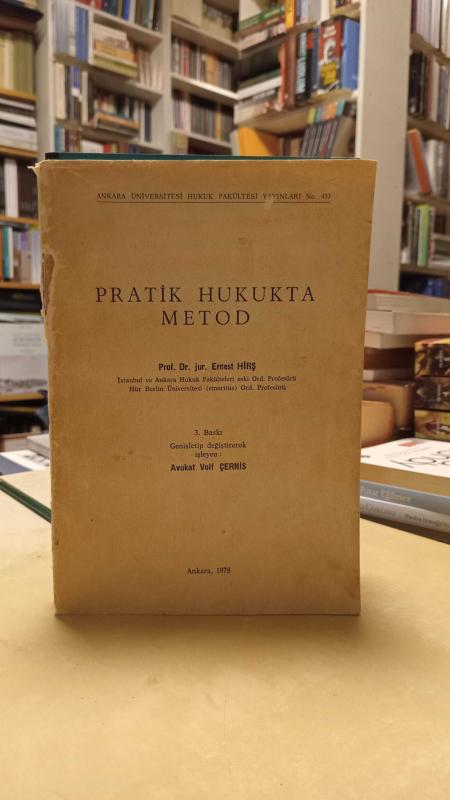 ANKARA ÜNİVERSİTESİ HUKUK FAKÜLTESİ YAYINLARI No. 433
PRATİK HUKUKTA
METOD
Prof. Dr. jur. Ernest HİRŞ
İstanbul ve Ankara Hukuk Fakülteleri eski Ord. Profesörü
Hür Berlin Üniversitesi (emeritüs) Ord. Profesörü
3. Baskı
Genişletip değiştirerek
işleyen :
Avukat Volf ÇERNİS
Ankara, 1978